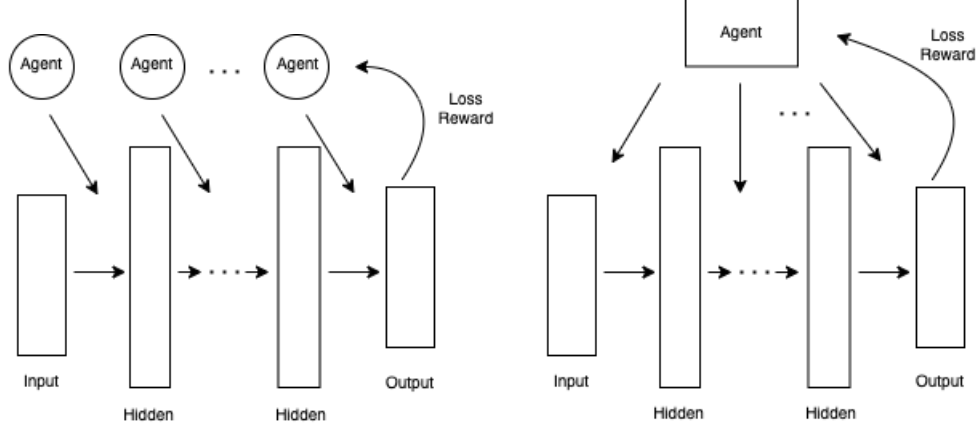 Agent
Agent
...
Agent
Loss
Reward
...
Input
Hidden
Hidden
Output
Agent
Loss
Reward
...
...
Input
Hidden
Hidden
Output